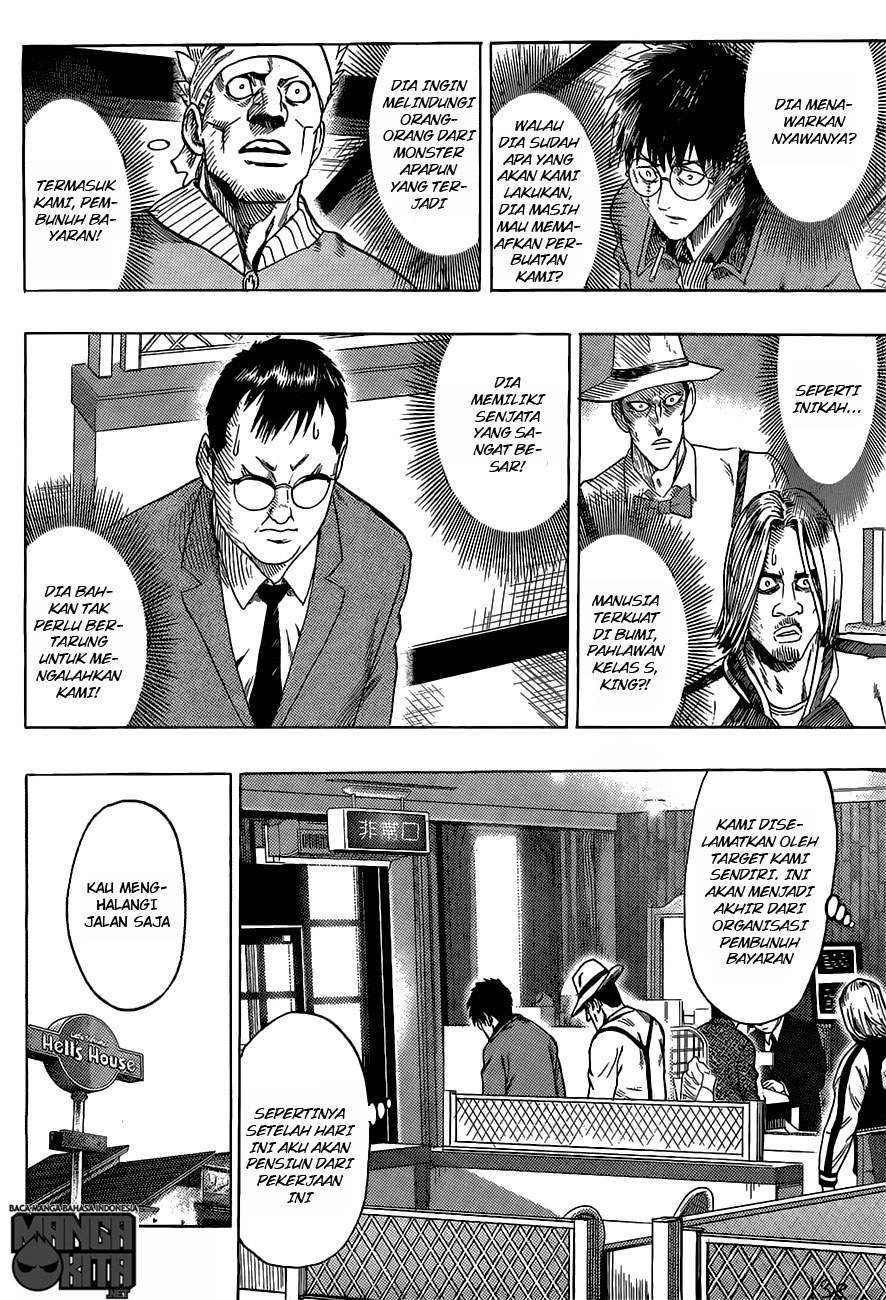 DIA MENA-
WARKAN
NYAWANYA?
WALAU
DIA SUDAH
APA YANG
AKAN KAMI
LAKUKAN,
DIA MASIH
MAU MEMA-
AFKAN PER-
BUATAN
KAMI?
DIA INGIN
MELINDUNGI
ORANG-
ORANG DARI
MONSTER
APAPUN
YANG TER-
JADI
TERMASUK
KAMI, PEM-
BUNUH BA-
YARAN!
SEPERTI
INIKAH...
MANUSIA
TERKUAT
DI BUMI,
PAHLAWAN
KELAS S,
KING?!
DIA
MEMILIKI
SENJATA
YANG SA-
NGAT BE-
SAR!
DIA BAH-
KAN TAK
PERLU BER-
TARUNG
UNTUK ME-
NGALAHKAN
KAMI!
KAMI DISE-
LAMATKAN OLEH
TARGET KAMI
SENDIRI. INI
AKAN MENJADI
AKHIR DARI
ORGANISASI
PEMBUNUH
BAYARAN
非常口
SEPERTINYA
SETELAH HARI
INI AKU AKAN
PENSIUN DARI
PEKERJAAN
INI
KAU MENG-
HALANGI
JALAN SAJA
Hell's House
BACA MANGA BAHASA INDONESIA
MANGA
KITA
.NET
158